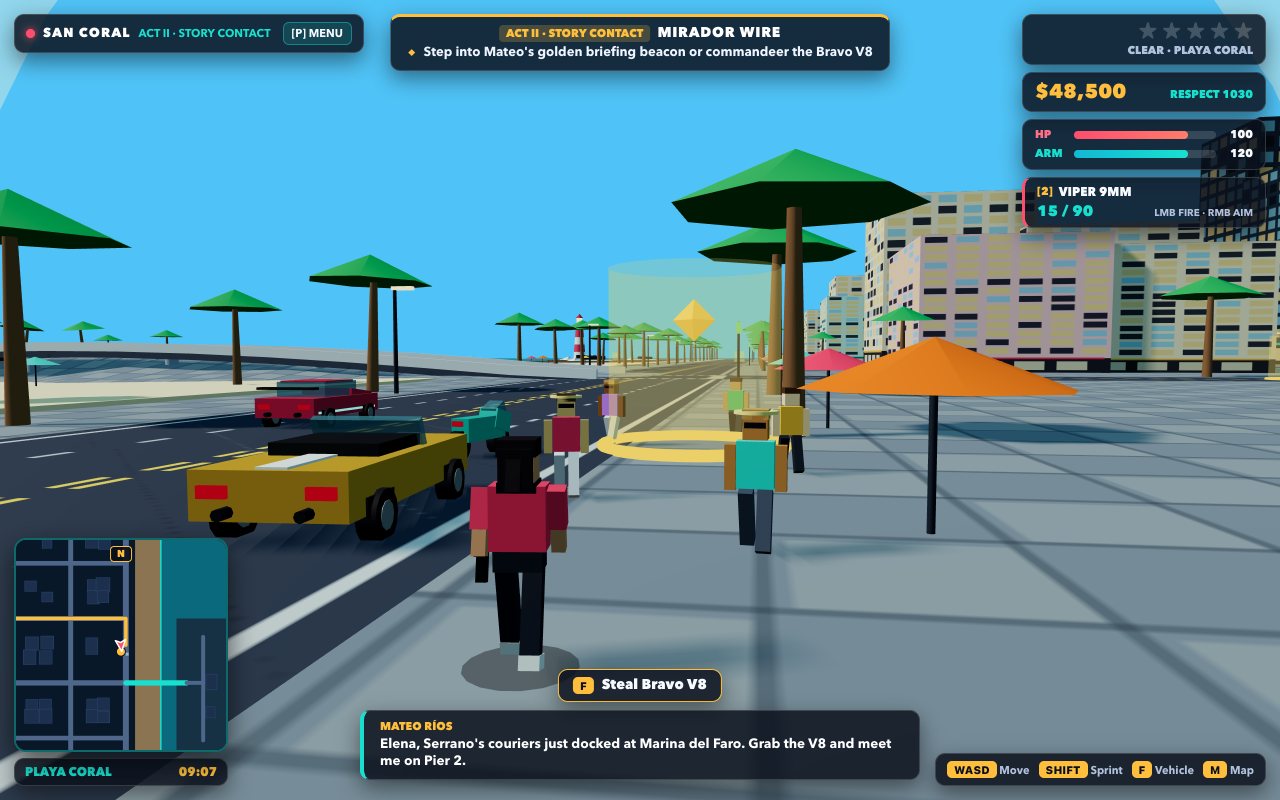 SAN CORAL ACT II · STORY CONTACT [P] MENU
ACT II · STORY CONTACT MIRADOR WIRE
◆ Step into Mateo's golden briefing beacon or commandeer the Bravo V8
★★★★★
CLEAR · PLAYA CORAL
$48,500 RESPECT 1030
HP 100
ARM 120
[2] VIPER 9MM
15 / 90 LMB FIRE · RMB AIM
N
F Steal Bravo V8
MATEO RÍOS
Elena, Serrano's couriers just docked at Marina del Faro. Grab the V8 and meet
me on Pier 2.
PLAYA CORAL 09:07
WASD Move SHIFT Sprint F Vehicle M Map